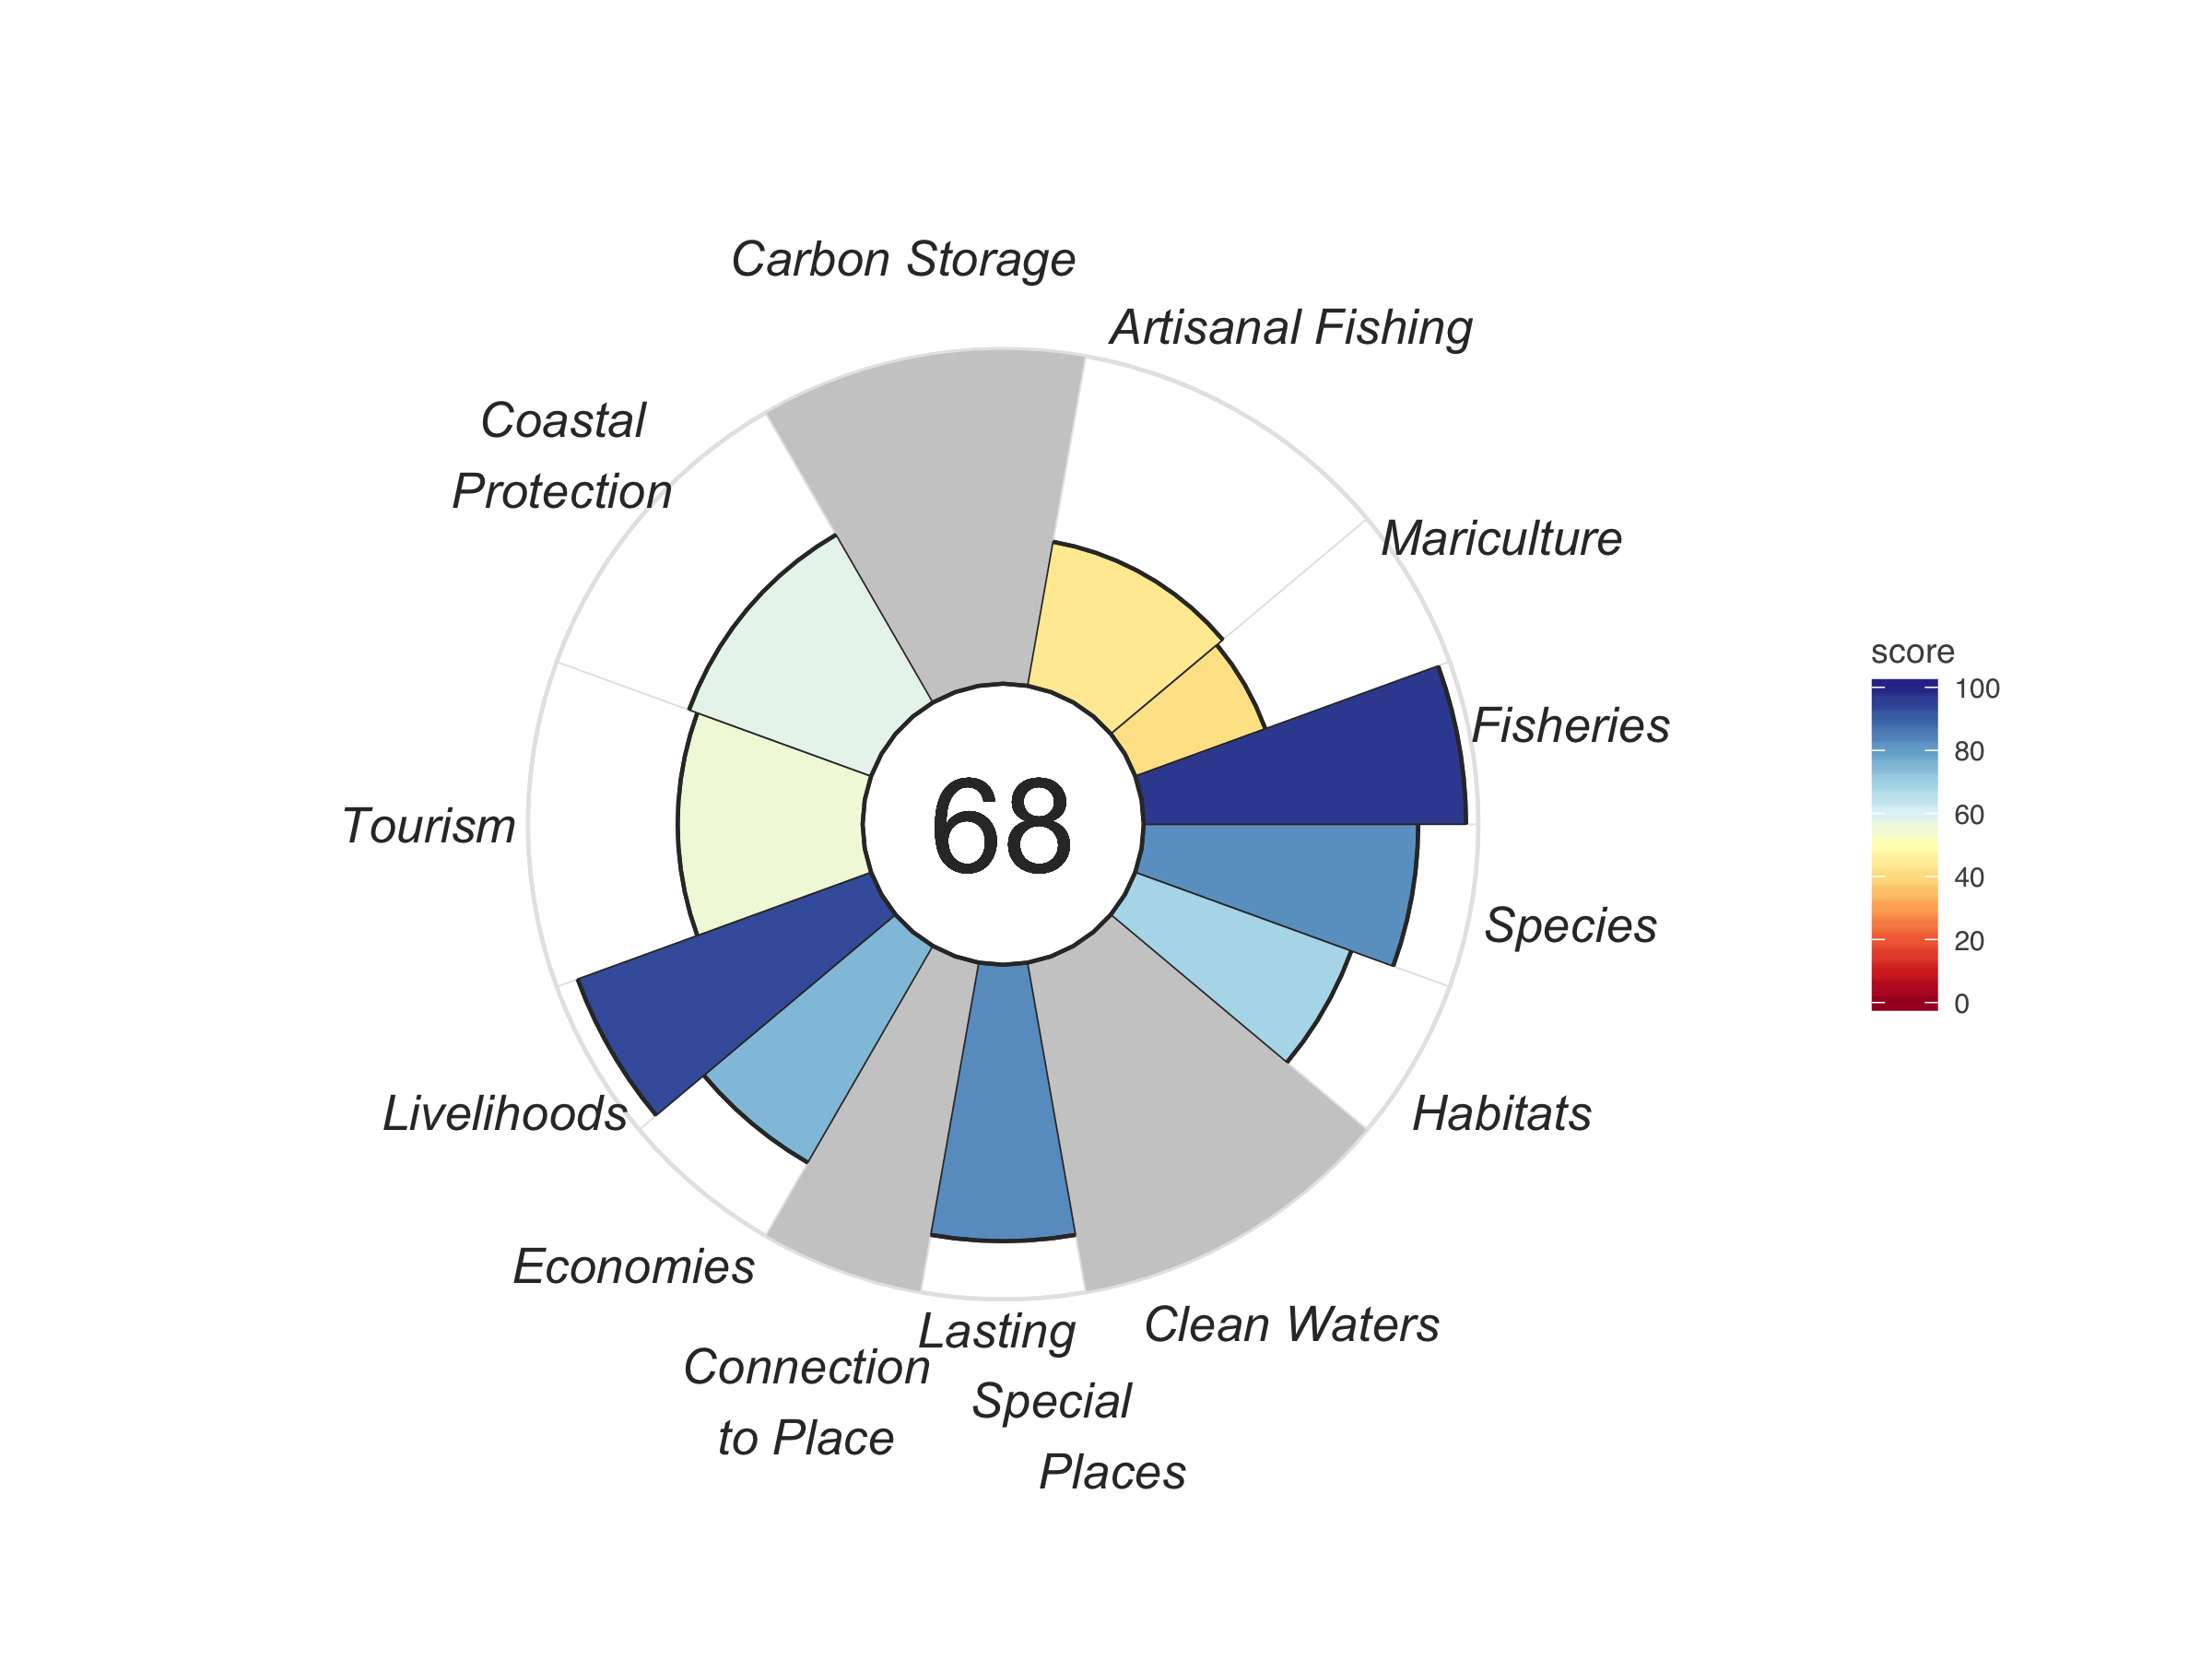 Carbon Storage
Artisanal Fishing
Coastal
Protection
Mariculture
Fisheries
score
100
80
60
40
20
0
68
Tourism
Species
Livelihoods
Habitats
Economies
Lasting
Special
Places
Clean Waters
Connection
to Place